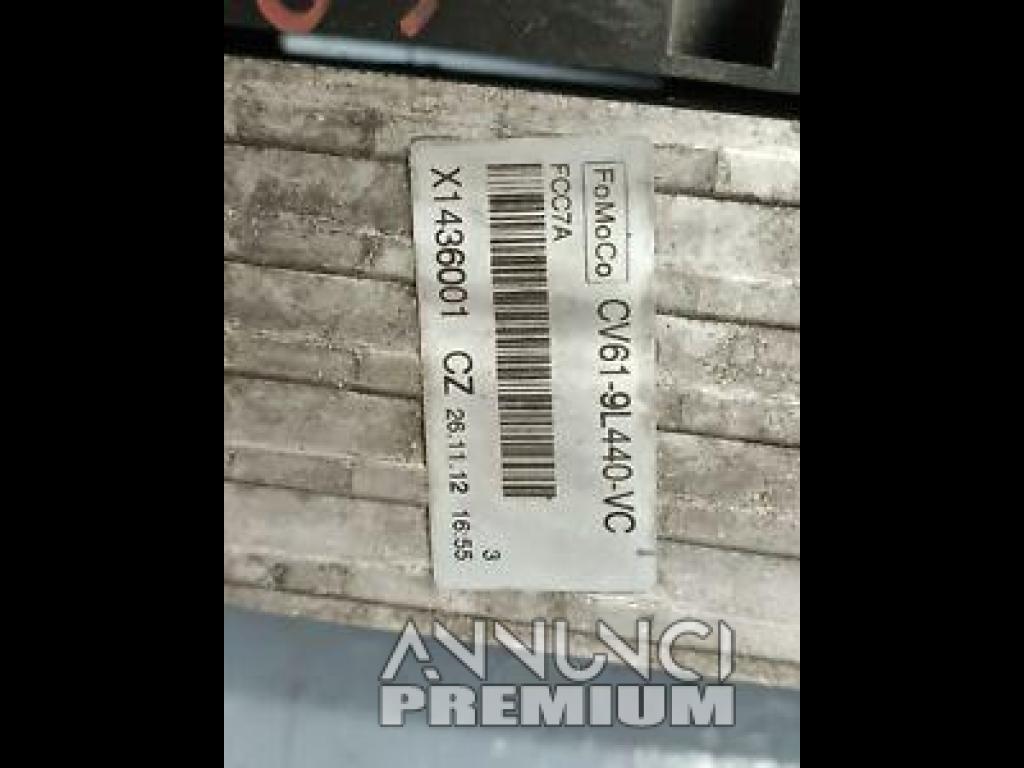 FoMoCo CV61-9L440-VC
FCC7A
X1436001 CZ 26.11.12 16:55
3
ANNUNCI
PREMIUM